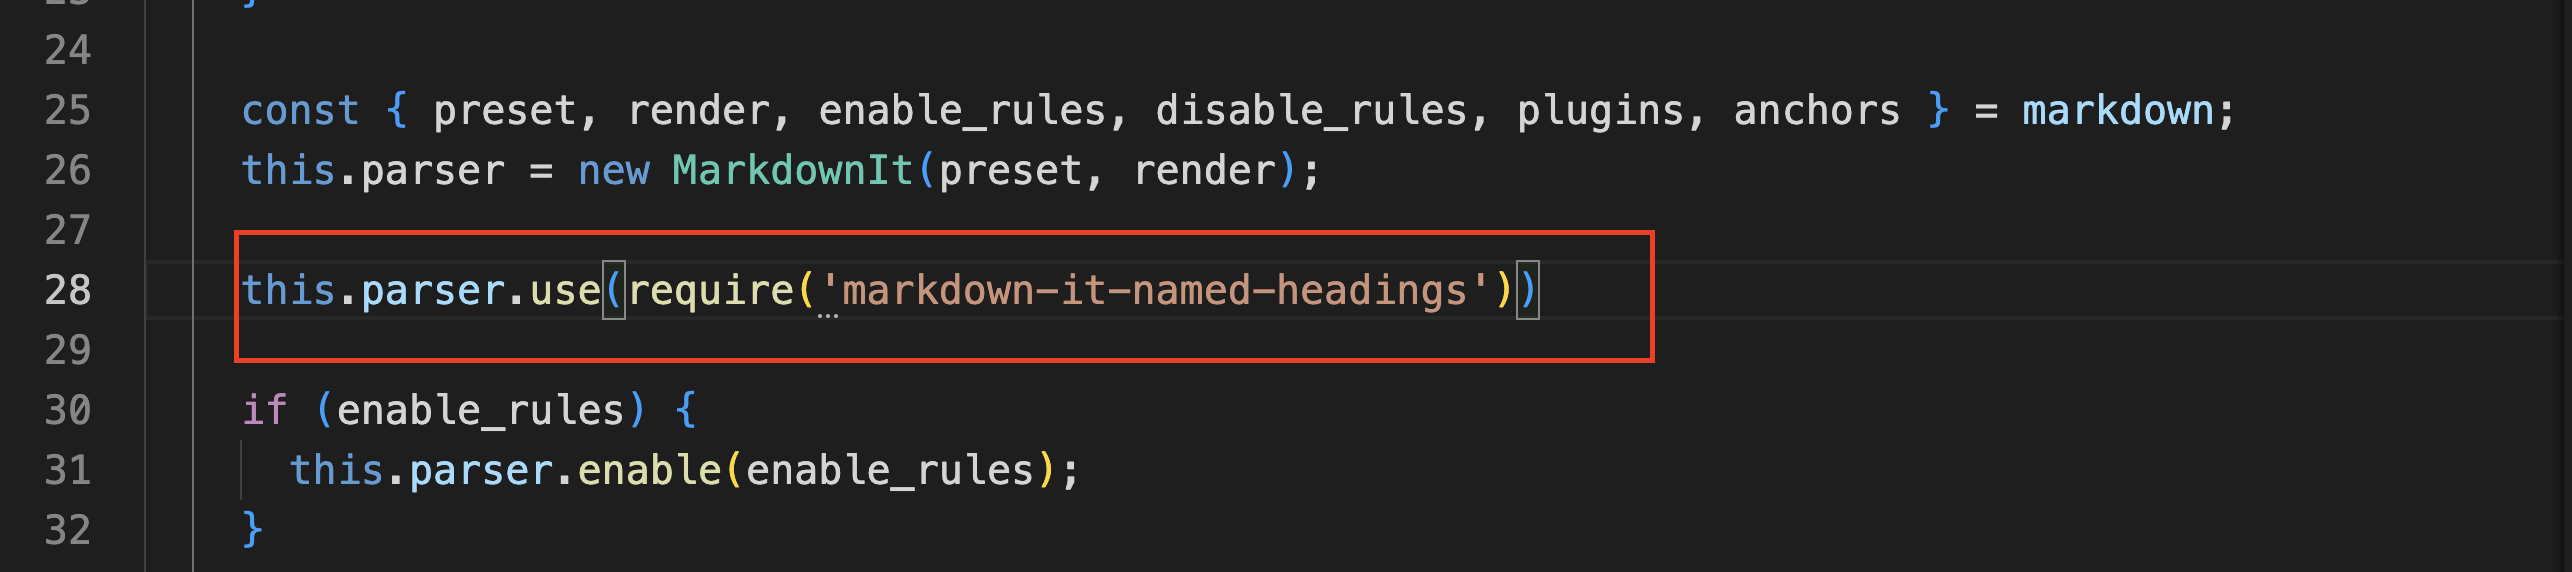 24
25 const { preset, render, enable_rules, disable_rules, plugins, anchors } = markdown;
26 this.parser = new MarkdownIt(preset, render);
27
28 this.parser.use(require('markdown-it-named-headings'))
29
30 if (enable_rules) {
31 this.parser.enable(enable_rules);
32 }